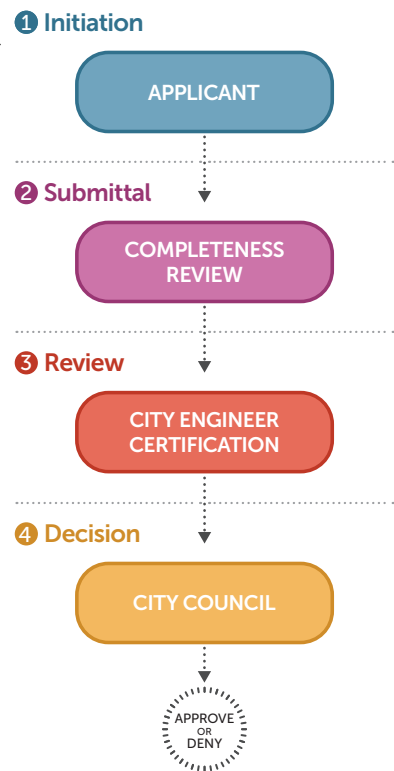 1 Initiation
APPLICANT
2 Submittal
COMPLETENESS
REVIEW
3 Review
CITY ENGINEER
CERTIFICATION
4 Decision
CITY COUNCIL
APPROVE
OR
DENY